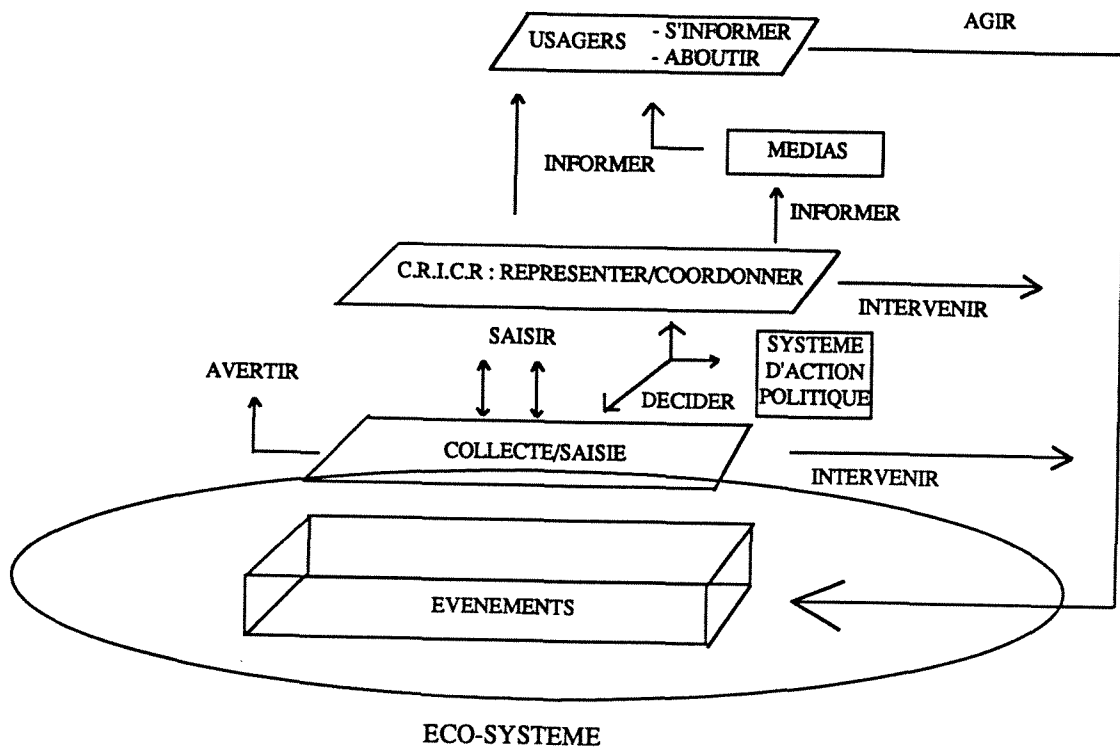 AGIR
USAGERS - S'INFORMER
- ABOUTIR
MEDIAS
INFORMER
INFORMER
C.R.I.C.R : REPRESENTER/COORDONNER
INTERVENIR
SAISIR
SYSTEME
D'ACTION
POLITIQUE
AVERTIR
DECIDER
COLLECTE/SAISIE
INTERVENIR
EVENEMENTS
ECO-SYSTEME